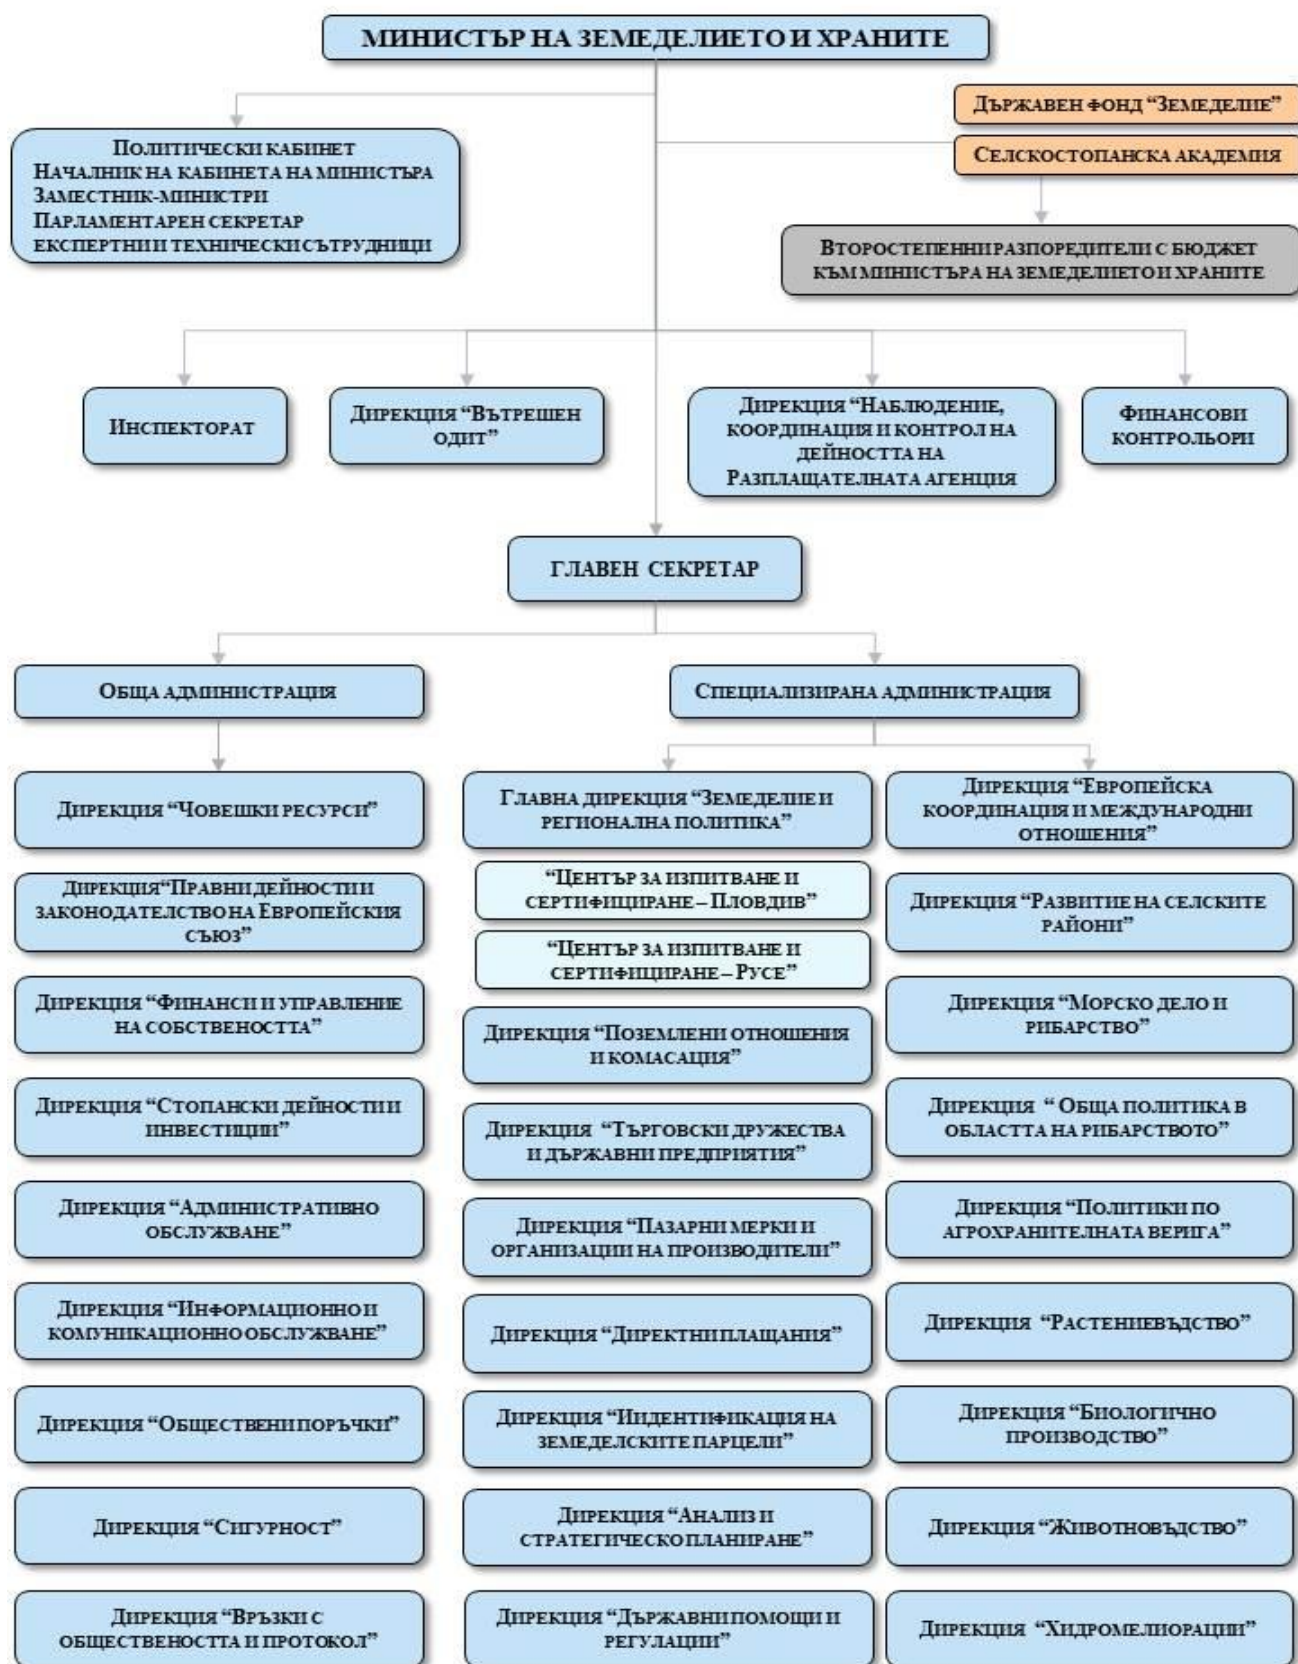 МИНИСТЪР НА ЗЕМЕДЕЛИЕТО И ХРАНИТЕ
ДЪРЖАВЕН ФОНД “ЗЕМЕДЕЛИЕ”
СЕЛСКОСТОПАНСКА АКАДЕМИЯ
ПОЛИТИЧЕСКИ КАБИНЕТ
НАЧАЛНИК НА КАБИНЕТА НА МИНИСТЪРА
ЗАМЕСТНИК-МИНИСТРИ
ПАРЛАМЕНТАРЕН СЕКРЕТАР
ЕКСПЕРТНИ И ТЕХНИЧЕСКИ СЪТРУДНИЦИ
ВТОРОСТЕПЕННИ РАЗПОРЕДИТЕЛИ С БЮДЖЕТ
КЪМ МИНИСТЪРА НА ЗЕМЕДЕЛИЕТО И ХРАНИТЕ
ИНСПЕКТОРАТ
ДИРЕКЦИЯ “ВЪТРЕШЕН
ОДИТ”
ДИРЕКЦИЯ “НАБЛЮДЕНИЕ,
КООРДИНАЦИЯ И КОНТРОЛ НА
ДЕЙНОСТТА НА
РАЗПЛАЩАТЕЛНАТА АГЕНЦИЯ
ФИНАНСОВИ
КОНТРОЛЬОРИ
ГЛАВЕН СЕКРЕТАР
ОБЩА АДМИНИСТРАЦИЯ
СПЕЦИАЛИЗИРАНА АДМИНИСТРАЦИЯ
ДИРЕКЦИЯ “ЧОВЕШКИ РЕСУРСИ”
ДИРЕКЦИЯ“ПРАВНИ ДЕЙНОСТИ И
ЗАКОНОДАТЕЛСТВО НА ЕВРОПЕЙСКИЯ
СЪЮЗ”
ДИРЕКЦИЯ “ФИНАНСИ И УПРАВЛЕНИЕ
НА СОБСТВЕНОСТТА”
ДИРЕКЦИЯ “СТОПАНСКИ ДЕЙНОСТИ И
ИНВЕСТИЦИИ”
ДИРЕКЦИЯ “АДМИНИСТРАТИВНО
ОБСЛУЖВАНЕ”
ДИРЕКЦИЯ “ИНФОРМАЦИОННО И
КОМУНИКАЦИОННО ОБСЛУЖВАНЕ”
ДИРЕКЦИЯ “ОБЩЕСТВЕНИ ПОРЪЧКИ”
ДИРЕКЦИЯ “СИГУРНОСТ”
ДИРЕКЦИЯ “ВРЪЗКИ С
ОБЩЕСТВЕНОСТТА И ПРОТОКОЛ”
ГЛАВНА ДИРЕКЦИЯ “ЗЕМЕДЕЛИЕ И
РЕГИОНАЛНА ПОЛИТИКА”
“ЦЕНТЪР ЗА ИЗПИТВАНЕ И
СЕРТИФИЦИРАНЕ – ПЛОВДИВ”
“ЦЕНТЪР ЗА ИЗПИТВАНЕ И
СЕРТИФИЦИРАНЕ – РУСЕ”
ДИРЕКЦИЯ “ПОЗЕМЛЕНИ ОТНОШЕНИЯ
И КОМАСАЦИЯ”
ДИРЕКЦИЯ “ТЪРГОВСКИ ДРУЖЕСТВА
И ДЪРЖАВНИ ПРЕДПРИЯТИЯ”
ДИРЕКЦИЯ “ПАЗАРНИ МЕРКИ И
ОРГАНИЗАЦИИ НА ПРОИЗВОДИТЕЛИ”
ДИРЕКЦИЯ “ДИРЕКТНИ ПЛАЩАНИЯ”
ДИРЕКЦИЯ “ИИДЕНТИФИКАЦИЯ НА
ЗЕМЕДЕЛСКИТЕ ПАРЦЕЛИ”
ДИРЕКЦИЯ “АНАЛИЗ И
СТРАТЕГИЧЕСКО ПЛАНИРАНЕ”
ДИРЕКЦИЯ “ДЪРЖАВНИ ПОМОЩИ И
РЕГУЛАЦИИ”
ДИРЕКЦИЯ “ЕВРОПЕЙСКА
КООРДИНАЦИЯ И МЕЖДУНАРОДНИ
ОТНОШЕНИЯ”
ДИРЕКЦИЯ “РАЗВИТИЕ НА СЕЛСКИТЕ
РАЙОНИ”
ДИРЕКЦИЯ “МОРСКО ДЕЛО И
РИБАРСТВО”
ДИРЕКЦИЯ “ ОБЩА ПОЛИТИКА В
ОБЛАСТТА НА РИБАРСТВОТО”
ДИРЕКЦИЯ “ПОЛИТИКИ ПО
АГРОХРАНИТЕЛНАТА ВЕРИГА”
ДИРЕКЦИЯ “РАСТЕНИЕВЪДСТВО”
ДИРЕКЦИЯ “БИОЛОГИЧНО
ПРОИЗВОДСТВО”
ДИРЕКЦИЯ “ЖИВОТНОВЪДСТВО”
ДИРЕКЦИЯ “ХИДРОМЕЛИОРАЦИИ”